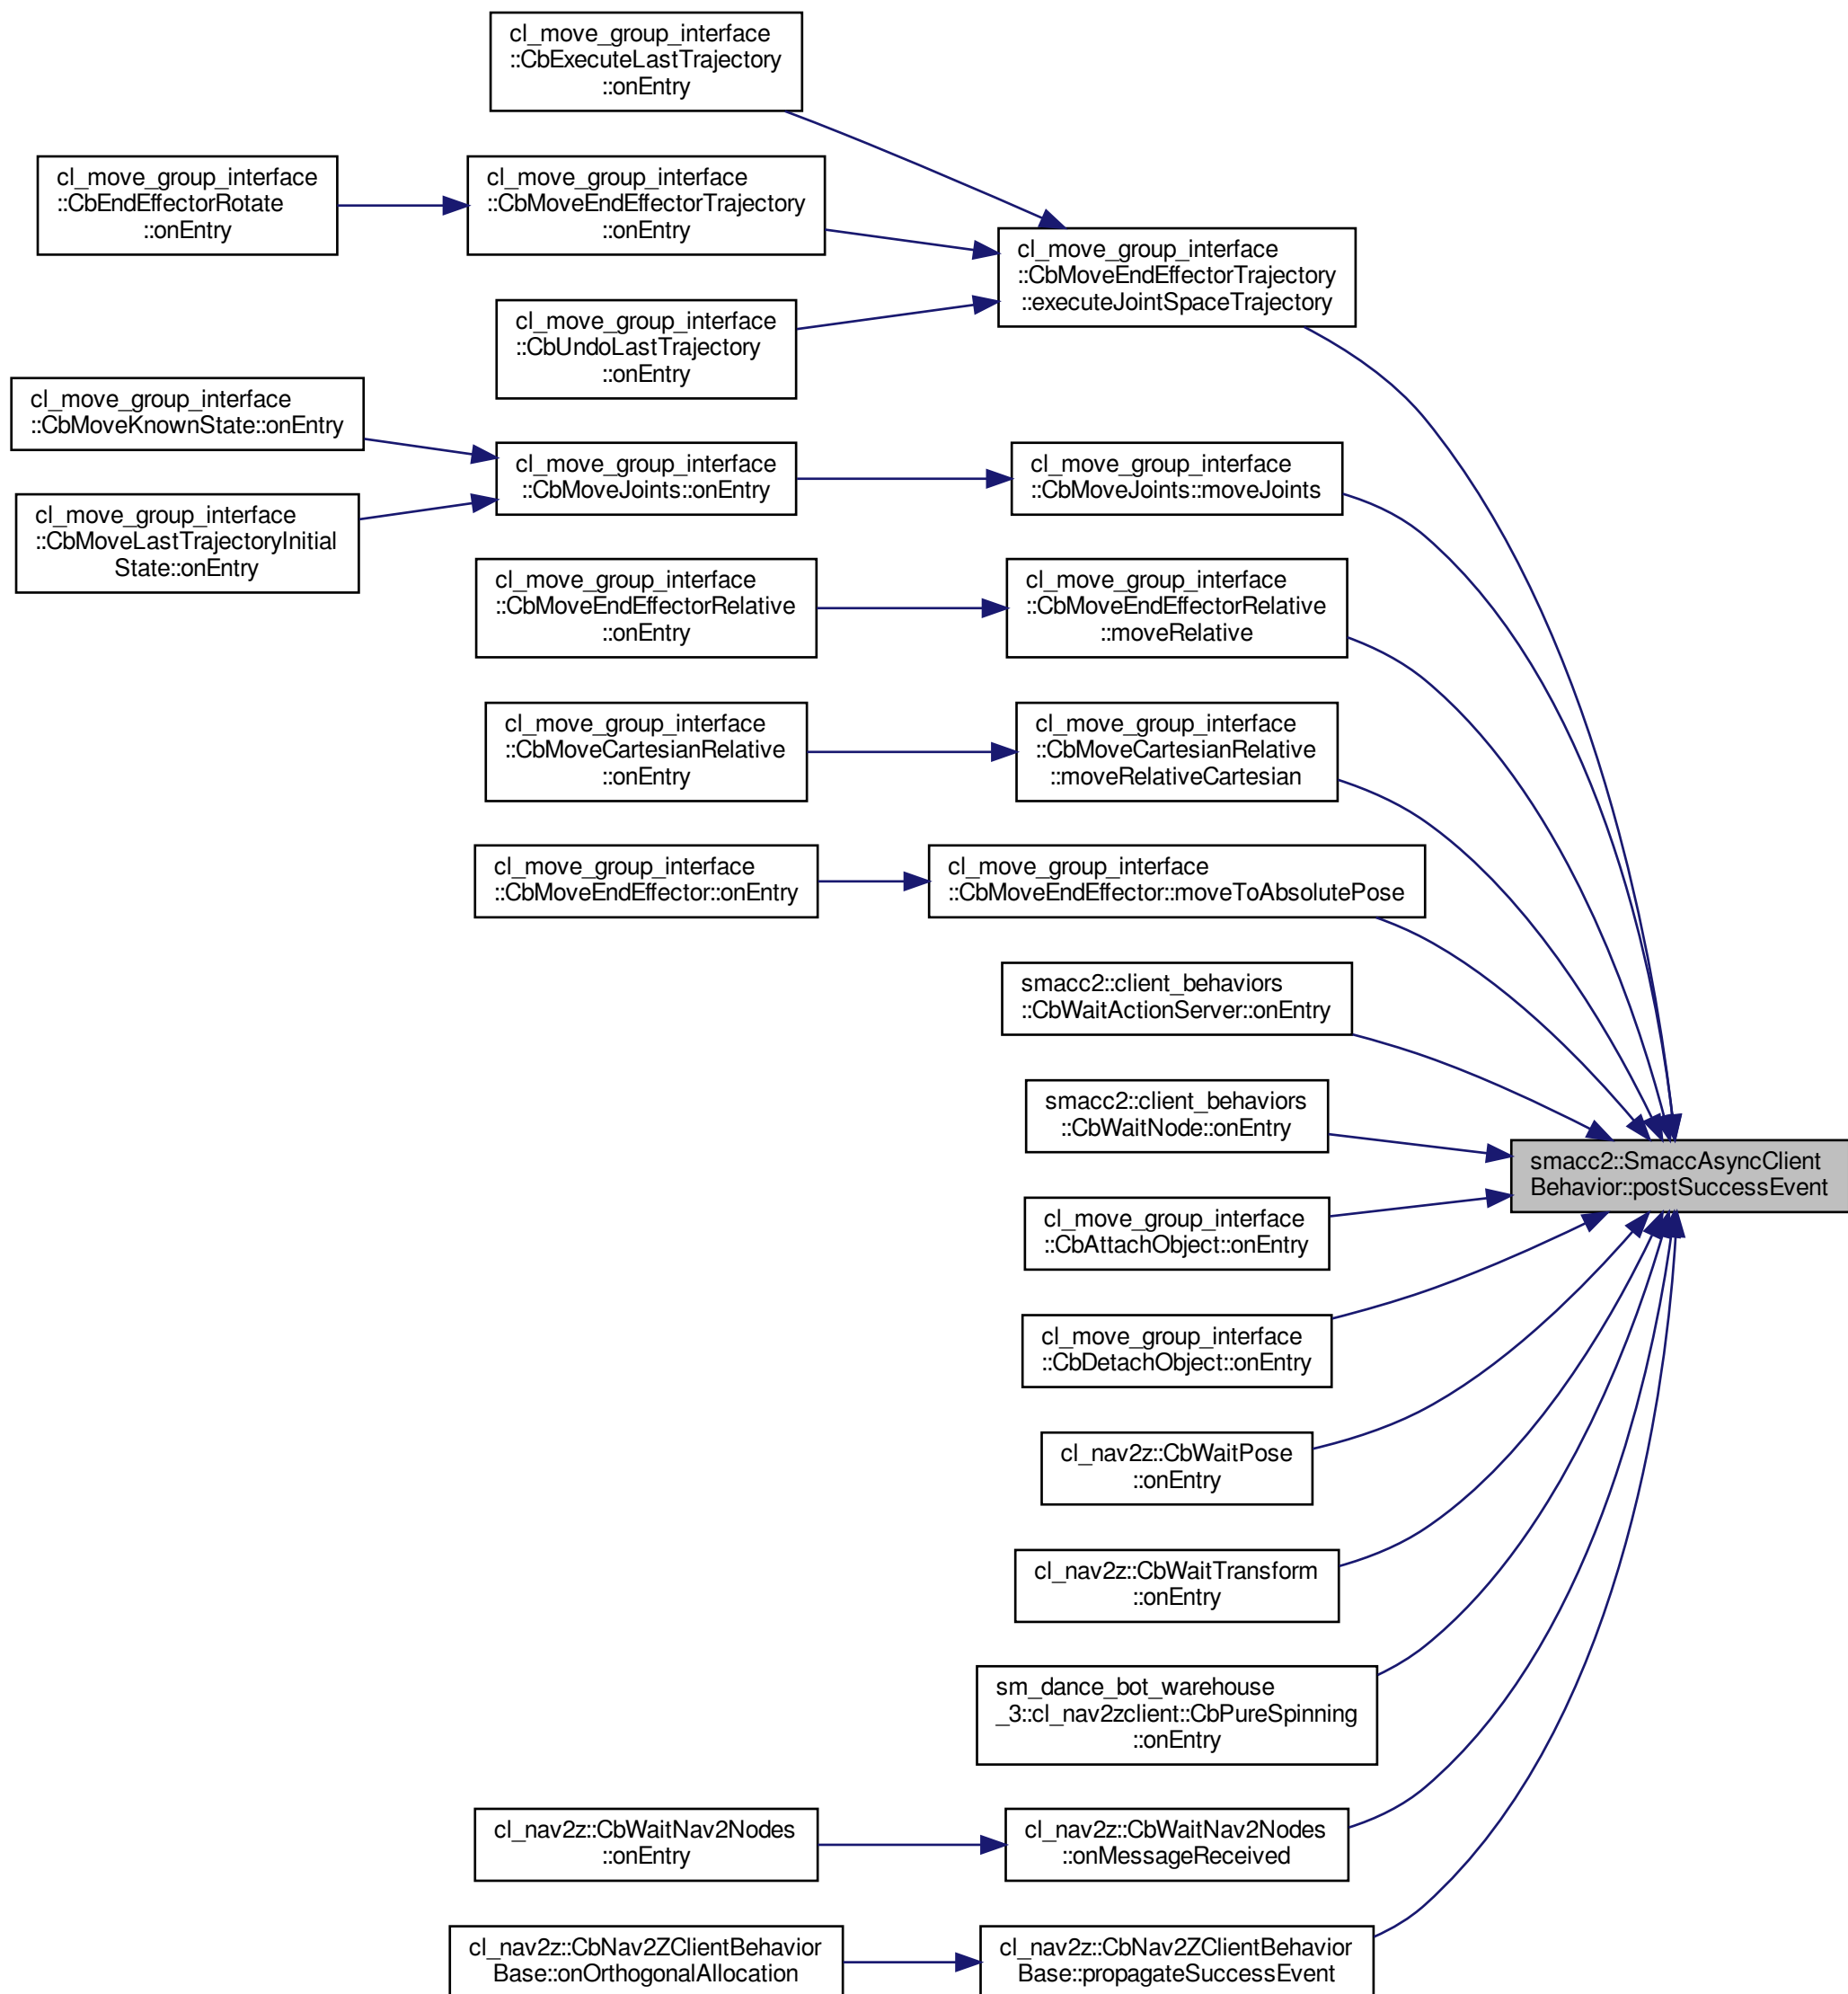 cl_move_group_interface
::CbExecuteLastTrajectory
::onEntry
cl_move_group_interface
::CbEndEffectorRotate
::onEntry
cl_move_group_interface
::CbMoveEndEffectorTrajectory
::onEntry
cl_move_group_interface
::CbMoveEndEffectorTrajectory
::executeJointSpaceTrajectory
cl_move_group_interface
::CbUndoLastTrajectory
::onEntry
cl_move_group_interface
::CbMoveKnownState::onEntry
cl_move_group_interface
::CbMoveJoints::onEntry
cl_move_group_interface
::CbMoveJoints::moveJoints
cl_move_group_interface
::CbMoveLastTrajectoryInitial
State::onEntry
cl_move_group_interface
::CbMoveEndEffectorRelative
::onEntry
cl_move_group_interface
::CbMoveEndEffectorRelative
::moveRelative
cl_move_group_interface
::CbMoveCartesianRelative
::onEntry
cl_move_group_interface
::CbMoveCartesianRelative
::moveRelativeCartesian
cl_move_group_interface
::CbMoveEndEffector::onEntry
cl_move_group_interface
::CbMoveEndEffector::moveToAbsolutePose
smacc2::client_behaviors
::CbWaitActionServer::onEntry
smacc2::client_behaviors
::CbWaitNode::onEntry
smacc2::SmaccAsyncClient
Behavior::postSuccessEvent
cl_move_group_interface
::CbAttachObject::onEntry
cl_move_group_interface
::CbDetachObject::onEntry
cl_nav2z::CbWaitPose
::onEntry
cl_nav2z::CbWaitTransform
::onEntry
sm_dance_bot_warehouse
_3::cl_nav2zclient::CbPureSpinning
::onEntry
cl_nav2z::CbWaitNav2Nodes
::onEntry
cl_nav2z::CbWaitNav2Nodes
::onMessageReceived
cl_nav2z::CbNav2ZClientBehavior
Base::onOrthogonalAllocation
cl_nav2z::CbNav2ZClientBehavior
Base::propagateSuccessEvent